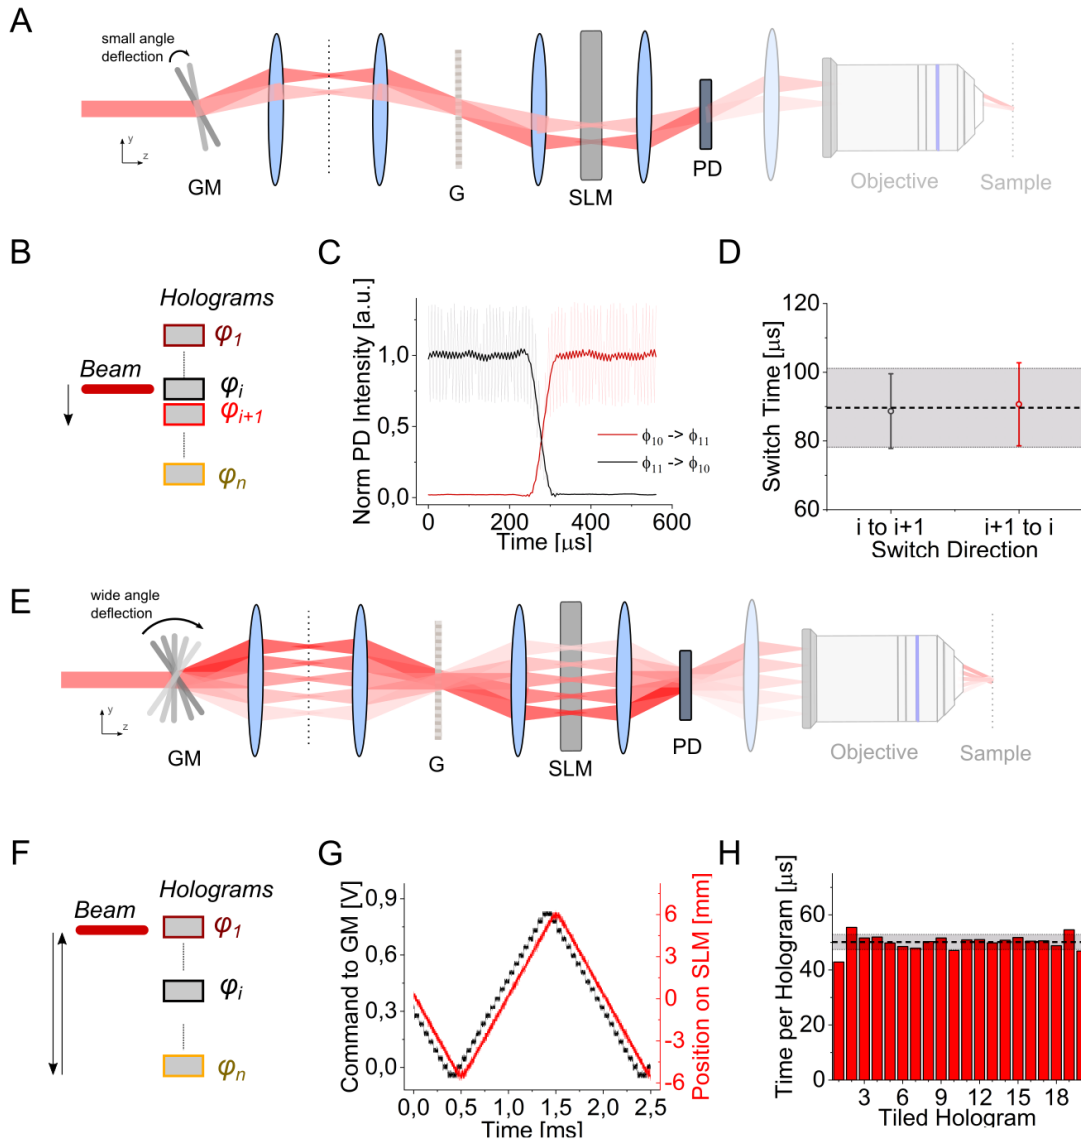 A
small angle
deflection
y
z
GM
G
SLM
PD
Objective
Sample
B
Holograms
φ1
Beam
φi
φi+1
φn
C
Norm PD Intensity [a.u.]
1,0
0,5
0,0
ϕ10 -> ϕ11
ϕ11 -> ϕ10
0
200
400
600
Time [µs]
D
Switch Time [µs]
120
100
80
60
i to i+1
i+1 to i
Switch Direction
E
wide angle
deflection
y
z
GM
G
SLM
PD
Objective
Sample
F
Holograms
Beam
φ1
φi
φn
G
Command to GM [V]
0.9
0.6
0.3
0.0
Position on SLM [mm]
6
3
0
-3
-6
0,0
0,5
1,0
1,5
2,0
2,5
Time [ms]
H
Time per Hologram [µs]
60
40
20
0
3
6
9
12
15
18
Tiled Hologram